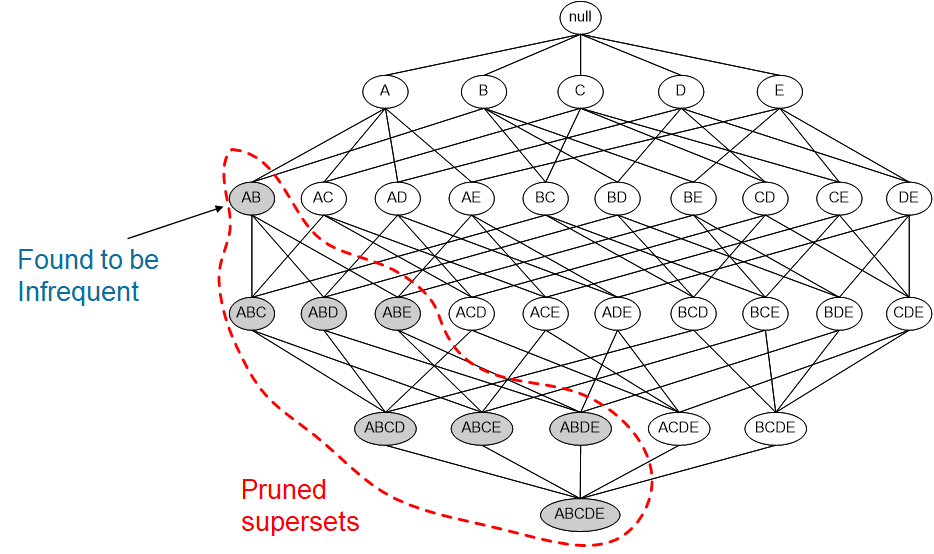 null
A B C D E
AB AC AD AE BC BD BE CD CE DE
Found to be
Infrequent
ABC ABD ABE ACD ACE ADE BCD BCE BDE CDE
ABCD ABCE ABDE ACDE BCDE
Pruned
supersets
ABCDE